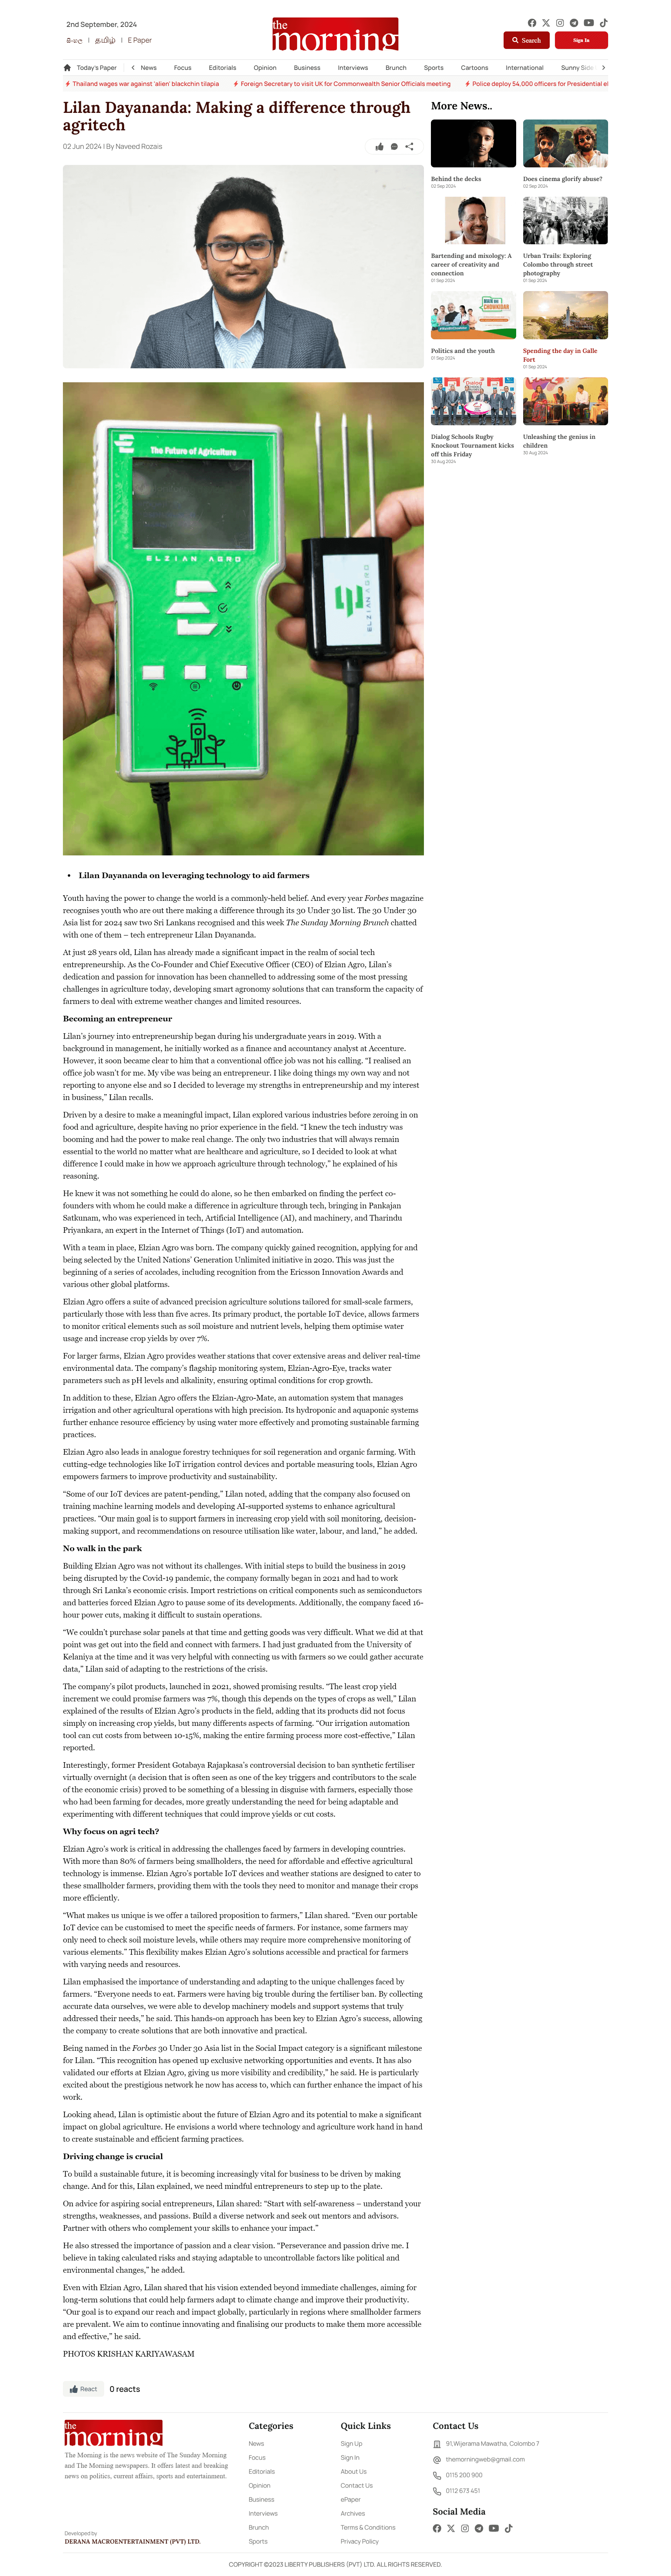 2nd September, 2024
සිංහල | தமிழ் | E Paper
the
morning
Search
Sign In
Today's Paper
News
Focus
Editorials
Opinion
Business
Interviews
Brunch
Sports
Cartoons
International
Sunny Side
Thailand wages war against 'alien' blackchin tilapia
Foreign Secretary to visit UK for Commonwealth Senior Officials meeting
Police deploy 54,000 officers for Presidential el
Lilan Dayananda: Making a difference through
agritech
02 Jun 2024 | By Naveed Rozais
The Future of Agriculture
ELZIAN AGRO
ELZIAN AGRO
• Lilan Dayananda on leveraging technology to aid farmers
Youth having the power to change the world is a commonly-held belief. And every year Forbes magazine
recognises youth who are out there making a difference through its 30 Under 30 list. The 30 Under 30
Asia list for 2024 saw two Sri Lankans recognised and this week The Sunday Morning Brunch chatted
with one of them – tech entrepreneur Lilan Dayananda.
At just 28 years old, Lilan has already made a significant impact in the realm of social tech
entrepreneurship. As the Co-Founder and Chief Executive Officer (CEO) of Elzian Agro, Lilan's
dedication and passion for innovation has been channelled to addressing some of the most pressing
challenges in agriculture today, developing smart agronomy solutions that can transform the capacity of
farmers to deal with extreme weather changes and limited resources.
Becoming an entrepreneur
Lilan's journey into entrepreneurship began during his undergraduate years in 2019. With a
background in management, he initially worked as a finance and accountancy analyst at Accenture.
However, it soon became clear to him that a conventional office job was not his calling. “I realised an
office job wasn't for me. My vibe was being an entrepreneur. I like doing things my own way and not
reporting to anyone else and so I decided to leverage my strengths in entrepreneurship and my interest
in business,” Lilan recalls.
Driven by a desire to make a meaningful impact, Lilan explored various industries before zeroing in on
food and agriculture, despite having no prior experience in the field. “I knew the tech industry was
booming and had the power to make real change. The only two industries that will always remain
essential to the world no matter what are healthcare and agriculture, so I decided to look at what
difference I could make in how we approach agriculture through technology,” he explained of his
reasoning.
He knew it was not something he could do alone, so he then embarked on finding the perfect co-
founders with whom he could make a difference in agriculture through tech, bringing in Pankajan
Satkunan, who was experienced in tech, Artificial Intelligence (AI), and machinery, and Tharindu
Priyankara, an expert in the Internet of Things (IoT) and automation.
With a team in place, Elzian Agro was born. The company quickly gained recognition, applying for and
being selected by the United Nations' Generation Unlimited initiative in 2020. This was just the
beginning of a series of accolades, including recognition from the Ericsson Innovation Awards and
various other global platforms.
Elzian Agro offers a suite of advanced precision agriculture solutions tailored for small-scale farmers,
particularly those with less than five acres. Its primary product, the portable IoT device, allows farmers
to monitor critical elements such as soil moisture and nutrient levels, helping them optimise water
usage and increase crop yields by over 7%.
For larger farms, Elzian Agro provides weather stations that cover extensive areas and deliver real-time
environmental data. The company's flagship monitoring system, Elzian-Agro-Eye, tracks water
parameters such as pH levels and alkalinity, ensuring optimal conditions for crop growth.
In addition to these, Elzian Agro offers the Elzian-Agro-Mate, an automation system that manages
irrigation and other agricultural operations with high precision. Its hydroponic and aquaponic systems
further enhance resource efficiency by using water more effectively and promoting sustainable farming
practices.
Elzian Agro also leads in analogue forestry techniques for soil regeneration and organic farming. With
cutting-edge technologies like IoT irrigation control devices and portable measuring tools, Elzian Agro
empowers farmers to improve productivity and sustainability.
“Some of our IoT devices are patent-pending,” Lilan noted, adding that the company also focused on
training machine learning models and developing AI-supported systems to enhance agricultural
practices. “Our main goal is to support farmers in increasing crop yield with soil monitoring, decision-
making support, and recommendations on resource utilisation like water, labour, and land,” he added.
No walk in the park
Building Elzian Agro was not without its challenges. With initial steps to build the business in 2019
being disrupted by the Covid-19 pandemic, the company formally began in 2021 and had to work
through Sri Lanka's economic crisis. Import restrictions on critical components such as semiconductors
and batteries forced Elzian Agro to pause some of its developments. Additionally, the company faced 16-
hour power cuts, making it difficult to sustain operations.
“We couldn't purchase solar panels at that time and getting goods was very difficult. What we did at that
point was get out into the field and connect with farmers. I had just graduated from the University of
Kelaniya at the time and it was very helpful with connecting us with farmers so we could gather accurate
data,” Lilan said of adapting to the restrictions of the crisis.
The company's pilot products, launched in 2021, showed promising results. “The least crop yield
increment we could promise farmers was 7%, though this depends on the types of crops as well,” Lilan
explained of the results of Elzian Agro's products in the field, adding that its products did not focus
simply on increasing crop yields, but many different aspects of farming. “Our irrigation automation
tool can cut costs from between 10-15%, making the entire farming process more cost-effective,” Lilan
reported.
Interestingly, former President Gotabaya Rajapkasa's controversial decision to ban synthetic fertiliser
virtually overnight (a decision that is often seen as one of the key triggers and contributors to the scale
of the economic crisis) proved to be something of a blessing in disguise with farmers, especially those
who had been farming for decades, more greatly understanding the need for being adaptable and
experimenting with different techniques that could improve yields or cut costs.
Why focus on agri tech?
Elzian Agro's work is critical in addressing the challenges faced by farmers in developing countries.
With more than 80% of farmers being smallholders, the need for affordable and effective agricultural
technology is immense. Elzian Agro's portable IoT devices and weather stations are designed to cater to
these smallholder farmers, providing them with the tools they need to monitor and manage their crops
more efficiently.
“What makes us unique is we offer a tailored proposition to farmers,” Lilan shared. “Even our portable
IoT device can be customised to meet the specific needs of farmers. For instance, some farmers may
only need to check soil moisture levels, while others may require more comprehensive monitoring of
various elements.” This flexibility makes Elzian Agro's solutions accessible and practical for farmers
with varying needs and resources.
Lilan emphasised the importance of understanding and adapting to the unique challenges faced by
farmers. “Everyone needs to eat. Farmers were having big trouble during the fertiliser ban. By collecting
accurate data ourselves, we were able to develop machinery models and support systems that truly
addressed their needs,” he said. This hands-on approach has been key to Elzian Agro's success, allowing
the company to create solutions that are both innovative and practical.
Being named in the Forbes 30 Under 30 Asia list in the Social Impact category is a significant milestone
for Lilan. “This recognition has opened up exclusive networking opportunities and events. It has also
validated our efforts at Elzian Agro, giving us more visibility and credibility,” he said. He is particularly
excited about the prestigious network he now has access to, which can further enhance the impact of his
work.
Looking ahead, Lilan is optimistic about the future of Elzian Agro and its potential to make a significant
impact on global agriculture. He envisions a world where technology and agriculture work hand in hand
to create sustainable and efficient farming practices.
Driving change is crucial
To build a sustainable future, it is becoming increasingly vital for business to be driven by making
change. And for this, Lilan explained, we need mindful entrepreneurs to step up to the plate.
On advice for aspiring social entrepreneurs, Lilan shared: “Start with self-awareness – understand your
strengths, weaknesses, and passions. Build a diverse network and seek out mentors and advisors.
Partner with others who complement your skills to enhance your impact.”
He also stressed the importance of passion and a clear vision. “Perseverance and passion drive me. I
believe in taking calculated risks and staying adaptable to uncontrollable factors like political and
environmental changes,” he added.
Even with Elzian Agro, Lilan shared that his vision extended beyond immediate challenges, aiming for
long-term solutions that could help farmers adapt to climate change and improve their productivity.
“Our goal is to expand our reach and impact globally, particularly in regions where smallholder farmers
are prevalent. We aim to continue innovating and finalising our products to make them more accessible
and effective,” he said.
PHOTOS KRISHAN KARIYAWASAM
React
0 reacts
More News..
Behind the decks
02 Sep 2024
Does cinema glorify abuse?
02 Sep 2024
Bartending and mixology: A
career of creativity and
connection
01 Sep 2024
Urban Trails: Exploring
Colombo through street
photography
01 Sep 2024
Politics and the youth
01 Sep 2024
Spending the day in Galle
Fort
01 Sep 2024
Dialog Schools Rugby
Knockout Tournament kicks
off this Friday
30 Aug 2024
Unleashing the genius in
children
30 Aug 2024
the
morning
The Morning is the news website of The Sunday Morning
and The Morning newspapers. It offers latest and breaking
news on politics, current affairs, sports and entertainment.
Developed by
DERANA MACROENTERTAINMENT (PVT) LTD.
Categories
News
Focus
Editorials
Opinion
Business
Interviews
Brunch
Sports
Quick Links
Sign Up
Sign In
About Us
Contact Us
ePaper
Archives
Terms & Conditions
Privacy Policy
Contact Us
91,Wijerama Mawatha, Colombo 7
themorningweb@gmail.com
0115 200 900
0112 673 451
Social Media
COPYRIGHT ©2023 LIBERTY PUBLISHERS (PVT) LTD. ALL RIGHTS RESERVED.